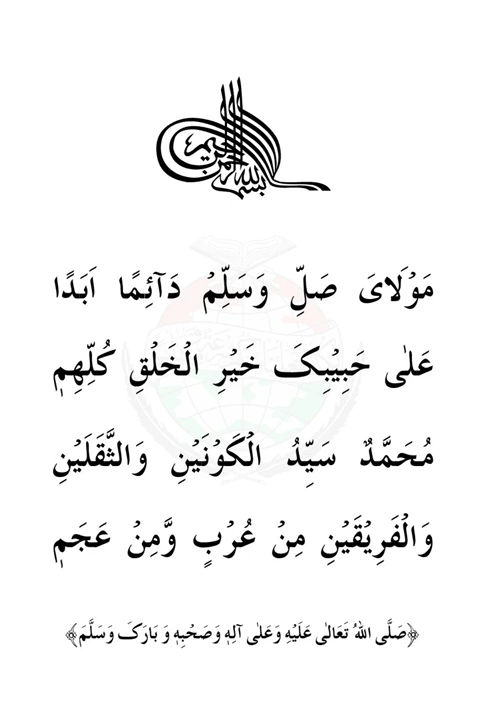 بسم الله الرحمن الرحيم
مَوْلَایَ صَلِّ وَسَلِّمْ دَآئِمًا اَبَدًا
عَلٰی حَبِیْبِکَ خَیْرِ الْخَلْقِ کُلِّهِمٖ
مُحَمَّدٌ سَیِّدُ الْکَوْنَیْنِ وَالثَّقَلَیْنِ
وَالْفَرِیْقَیْنِ مِنْ عُرْبٍ وَّمِنْ عَجَمٖ
﴿صَلَّی اللهُ تَعَالٰی عَلَیْهِ وَعَلٰی آلِهٖ وَصَحْبِهٖ وَ بَارَکَ وَسَلَّمَ﴾